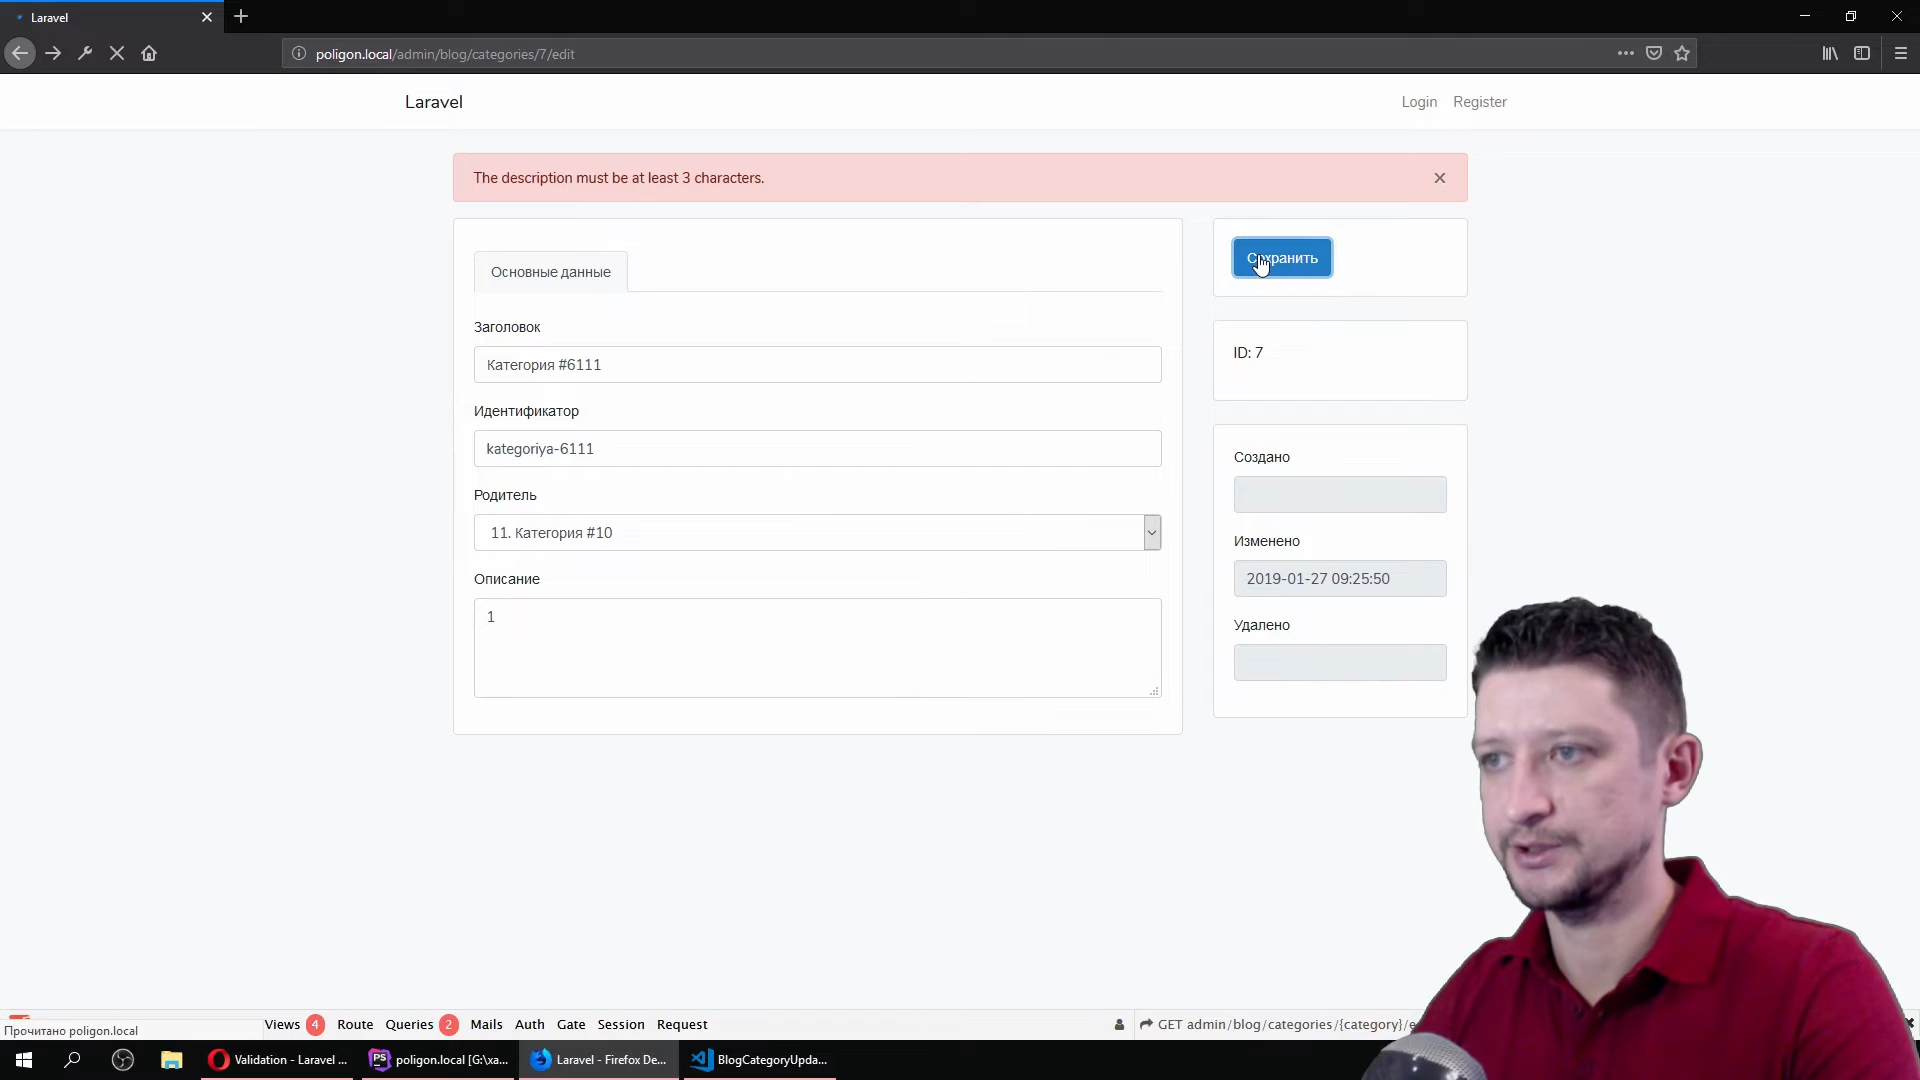 Laravel
poligon.local/admin/blog/categories/7/edit
Laravel
Login Register
The description must be at least 3 characters.
Основные данные
Сохранить
Заголовок
ID: 7
Категория #6111
Идентификатор
kategoriya-6111
Создано
Родитель
11. Категория #10
Изменено
Описание
2019-01-27 09:25:50
1
Удалено
Прочитано poligon.local
Views 4 Route Queries 2 Mails Auth Gate Session Request
GET admin/blog/categories/{category}/e
Validation - Laravel ...
PS poligon.local [G:\xa...
Laravel - Firefox De...
BlogCategoryUpda...